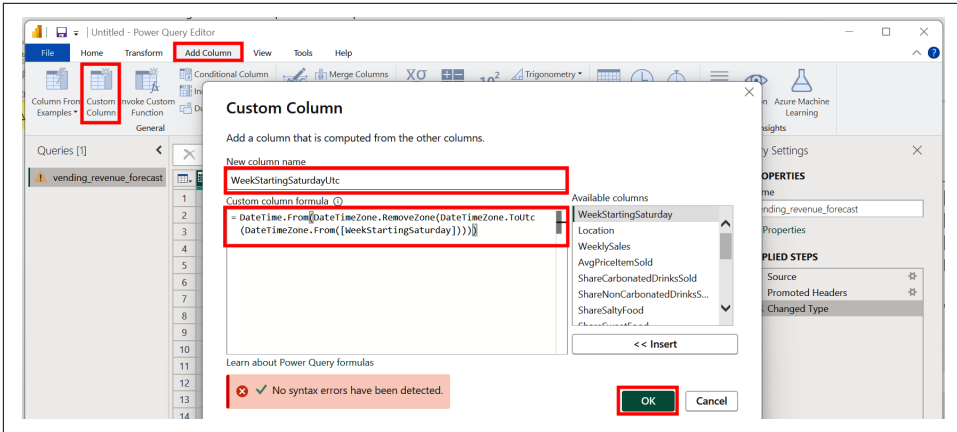 Untitled - Power Query Editor
File Home Transform Add Column View Tools Help
Conditional Column Merge Columns XO 10² Trigonometry
Column From Examples Custom Column Invoke Custom Function
General
Azure Machine Learning
Queries [1]
vending_revenue_forecast
1
2
3
4
5
6
7
8
9
10
11
12
13
14
Custom Column
Add a column that is computed from the other columns.
New column name
WeekStartingSaturdayUtc
Custom column formula
= DateTime.From(DateTimeZone.RemoveZone(DateTimeZone.ToUtc
(DateTimeZone.From([WeekStartingSaturday]))))
Available columns
WeekStartingSaturday
Location
WeeklySales
AvgPriceItemSold
ShareCarbonatedDrinksSold
ShareNonCarbonatedDrinksS...
ShareSaltyFood
<< Insert
Learn about Power Query formulas
No syntax errors have been detected.
OK Cancel
Settings
Properties
Source
Promoted Headers
Changed Type